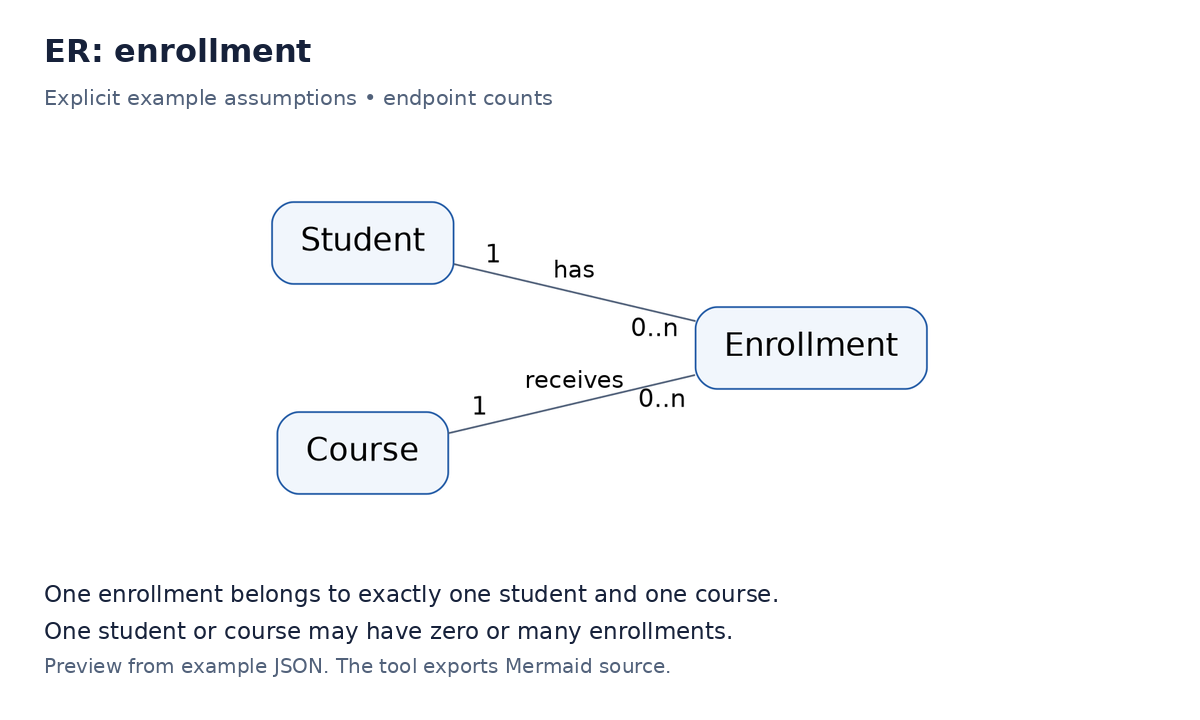 ER: enrollment
Explicit example assumptions • endpoint counts
Student
1
has
0..n
Enrollment
receives
0..n
1
Course
One enrollment belongs to exactly one student and one course.
One student or course may have zero or many enrollments.
Preview from example JSON. The tool exports Mermaid source.